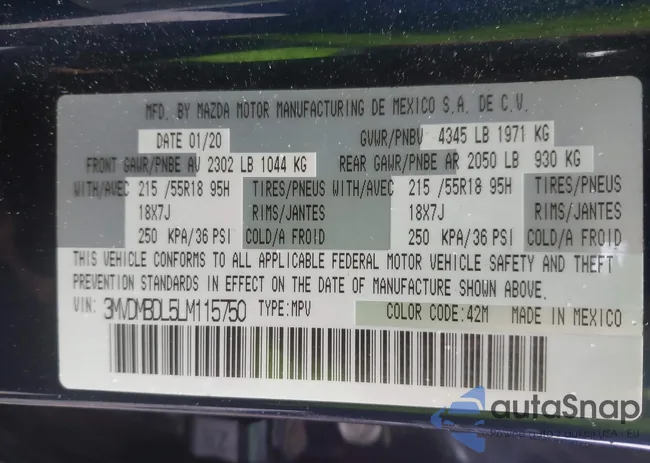 MFD. BY MAZDA MOTOR MANUFACTURING DE MEXICO S.A. DE C.V.
DATE 01/20 GVWR/PNBV 4345 LB 1971 KG
FRONT GAWR/PNBE AV 2302 LB 1044 KG REAR GAWR/PNBE AR 2050 LB 930 KG
WITH/AVEC 215 /55R18 95H TIRES/PNEUS WITH/AVEC 215 /55R18 95H TIRES/PNEUS
18X7J RIMS/JANTES 18X7J RIMS/JANTES
250 KPA/36 PSI COLD/A FROID 250 KPA/36 PSI COLD/A FROID
THIS VEHICLE CONFORMS TO ALL APPLICABLE FEDERAL MOTOR VEHICLE SAFETY AND THEFT
PREVENTION STANDARDS IN EFFECT ON THE DATE OF MANUFACTURE SHOWN ABOVE.
VIN: 3MVDMBDL5LM115750 TYPE:MPV COLOR CODE:42M MADE IN MEXICO
autoSnap